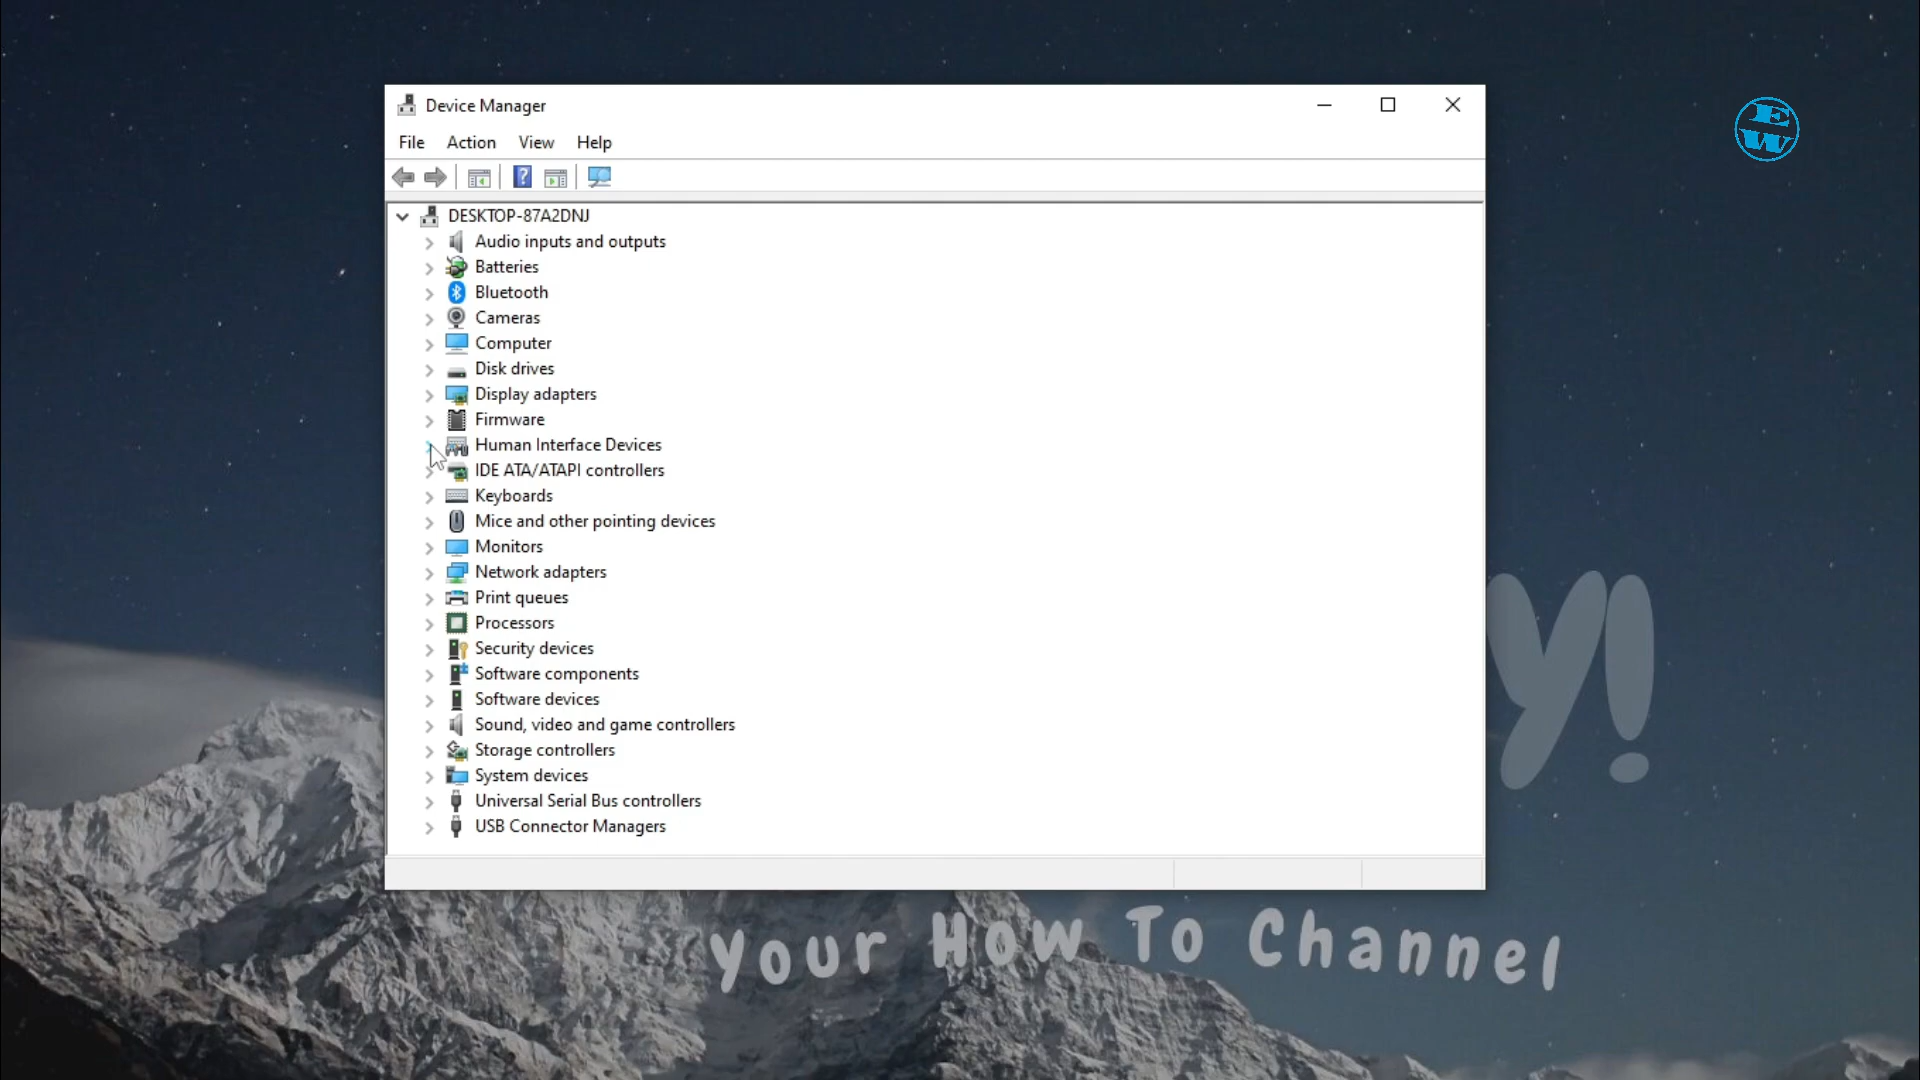 Device Manager
File Action View Help
DESKTOP-87A2DNJ
Audio inputs and outputs
Batteries
Bluetooth
Cameras
Computer
Disk drives
Display adapters
Firmware
Human Interface Devices
IDE ATA/ATAPI controllers
Keyboards
Mice and other pointing devices
Monitors
Network adapters
Print queues
Processors
Security devices
Software components
Software devices
Sound, video and game controllers
Storage controllers
System devices
Universal Serial Bus controllers
USB Connector Managers
EW
y!
Your How To Channel